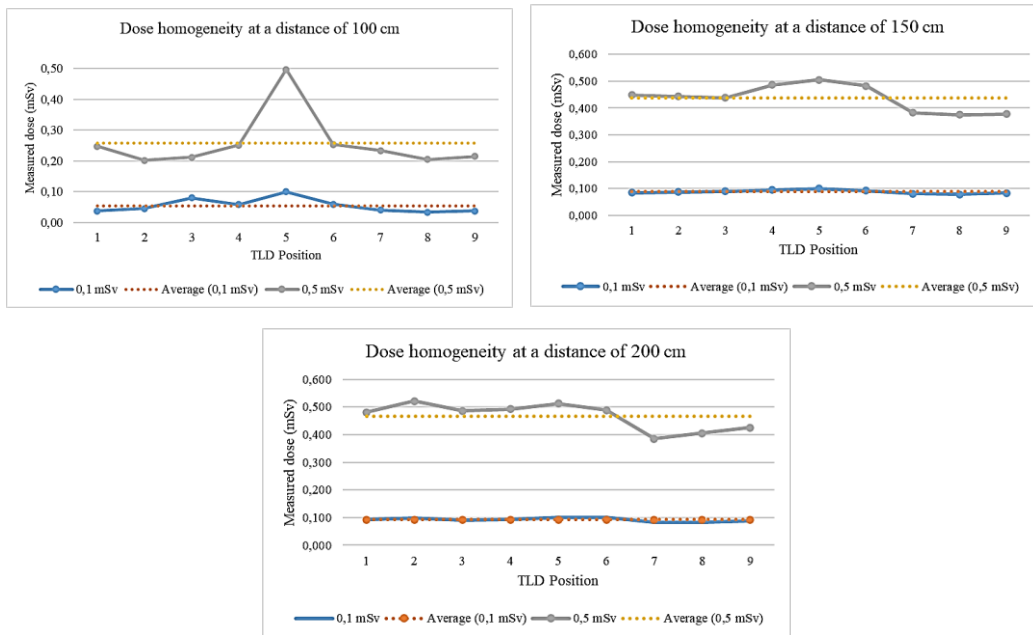 Dose homogeneity at a distance of 100 cm
Measured dose (mSv)
0,50
0,40
0,30
0,20
0,10
0,00
1 2 3 4 5 6 7 8 9
TLD Position
0,1 mSv Average (0,1 mSv) 0,5 mSv Average (0,5 mSv)
Dose homogeneity at a distance of 150 cm
Measured dose (mSv)
0,600
0,500
0,400
0,300
0,200
0,100
0,000
1 2 3 4 5 6 7 8 9
TLD Position
0,1 mSv Average (0,1 mSv) 0,5 mSv Average (0,5 mSv)
Dose homogeneity at a distance of 200 cm
Measured dose (mSv)
0,600
0,500
0,400
0,300
0,200
0,100
0,000
1 2 3 4 5 6 7 8 9
TLD Position
0,1 mSv Average (0,1 mSv) 0,5 mSv Average (0,5 mSv)